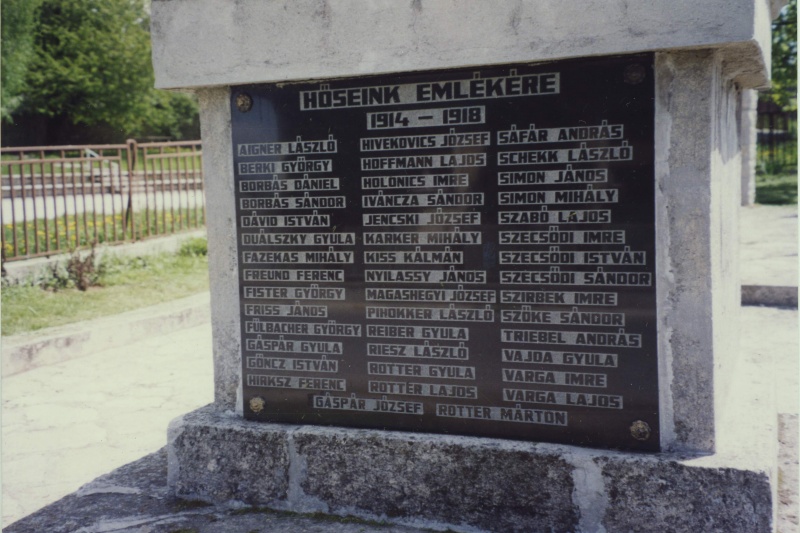 HŐSEINK EMLÉKÉRE
1914 – 1918
AIGNER LÁSZLÓ
BERKI GYÖRGY
BORBÁS DÁNIEL
BORBÁS SÁNDOR
DÁVID ISTVÁN
DUÁLSZKY GYULA
FAZEKAS MIHÁLY
FREUND FERENC
FISTER GYÖRGY
FRISS JÁNOS
FÜLBACHER GYÖRGY
GÁSPÁR GYULA
GÖNCZ ISTVÁN
HIRKSZ FERENC
HIVEKOVICS JÓZSEF
HOFFMANN LAJOS
HOLONICS IMRE
IVÁNCZA SÁNDOR
JENCSKI JÓZSEF
KARKER MIHÁLY
KISS KÁLMÁN
NYILASSY JÁNOS
MAGASHEGYI JÓZSEF
PIHOKKER LÁSZLÓ
REIBER GYULA
RIESZ LÁSZLÓ
ROTTER GYULA
ROTTER LAJOS
SÁFÁR ANDRÁS
SCHEKK LÁSZLÓ
SIMON JÁNOS
SIMON MIHÁLY
SZABÓ LAJOS
SZECSŐDI IMRE
SZECSŐDI ISTVÁN
SZECSŐDI SÁNDOR
SZIRBEK IMRE
SZŐKE SÁNDOR
TRIEBEL ANDRÁS
VAJDA GYULA
VARGA IMRE
VARGA LAJOS
GÁSPÁR JÓZSEF ROTTER MÁRTON